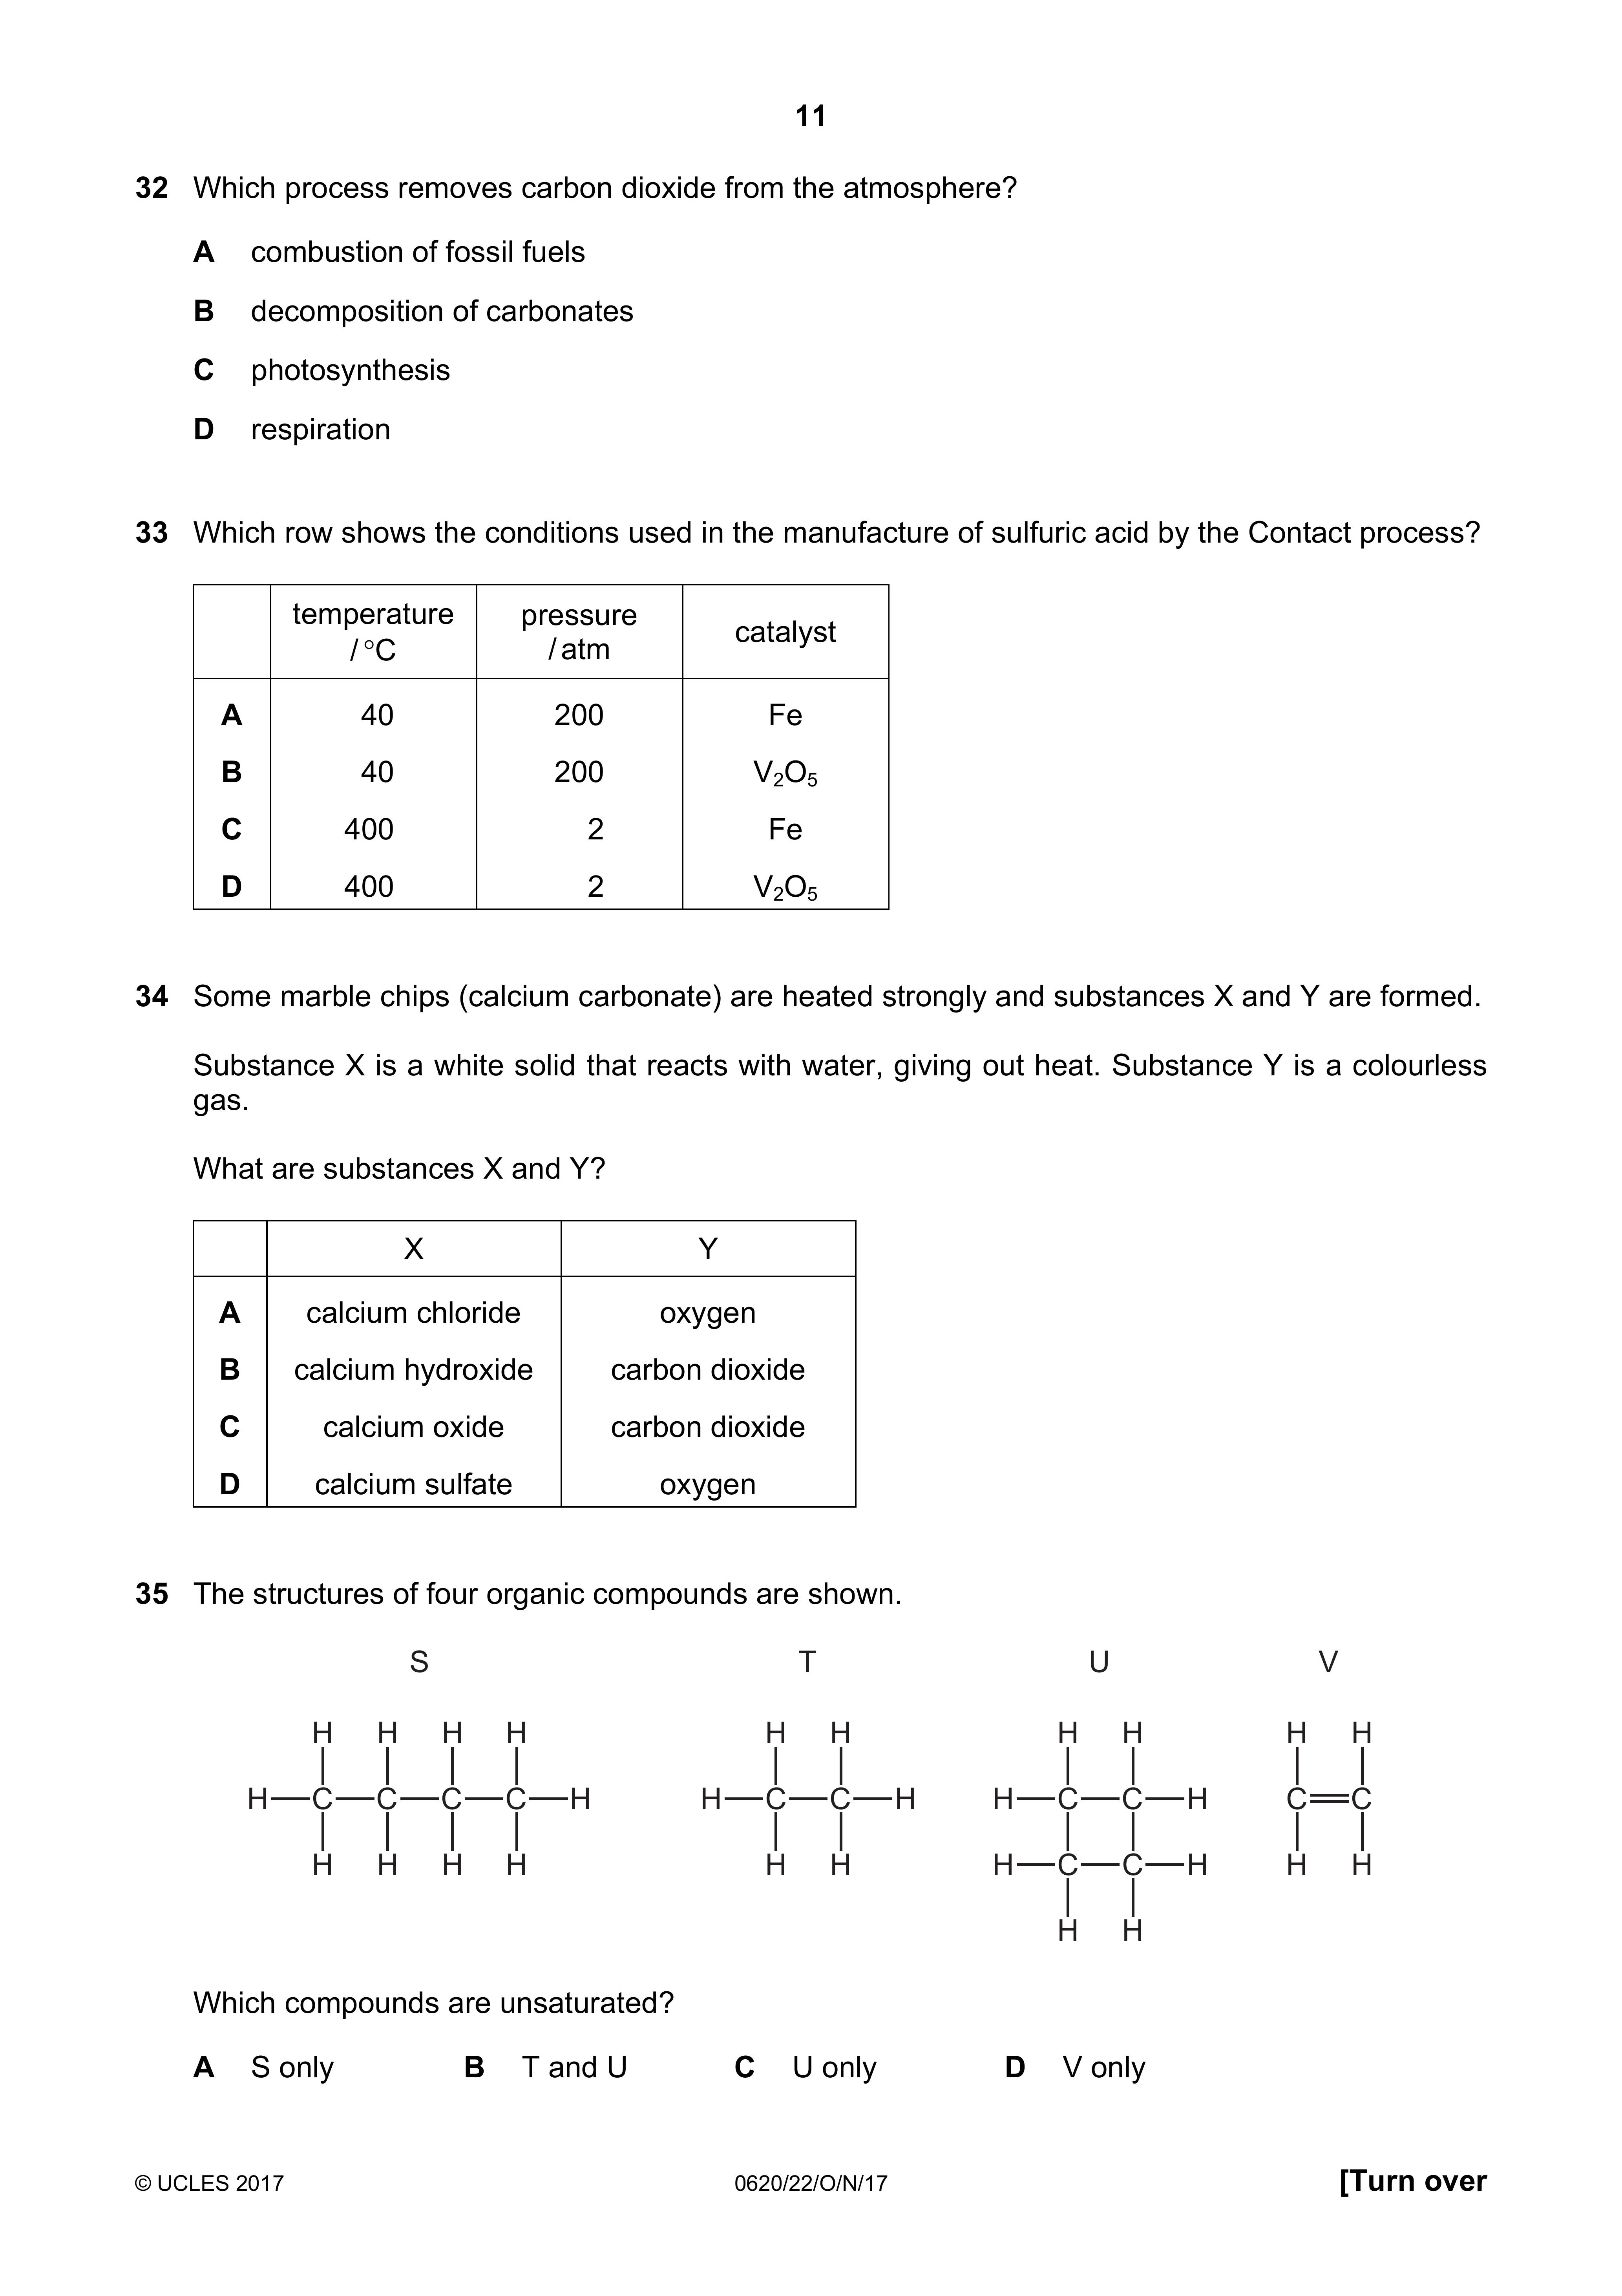 11
32 Which process removes carbon dioxide from the atmosphere?
A combustion of fossil fuels
B decomposition of carbonates
C photosynthesis
D respiration
33 Which row shows the conditions used in the manufacture of sulfuric acid by the Contact process?
temperature /°C pressure /atm catalyst
A 40 200 Fe
B 40 200 V₂O₅
C 400 2 Fe
D 400 2 V₂O₅
34 Some marble chips (calcium carbonate) are heated strongly and substances X and Y are formed.
Substance X is a white solid that reacts with water, giving out heat. Substance Y is a colourless
gas.
What are substances X and Y?
X Y
A calcium chloride oxygen
B calcium hydroxide carbon dioxide
C calcium oxide carbon dioxide
D calcium sulfate oxygen
35 The structures of four organic compounds are shown.
S T U V
H H H H H H H H H H
H C C C C H H C C H H C C H C C
H H H H H H H C C H H H
H H
Which compounds are unsaturated?
A S only B T and U C U only D V only
© UCLES 2017 0620/22/O/N/17 [Turn over